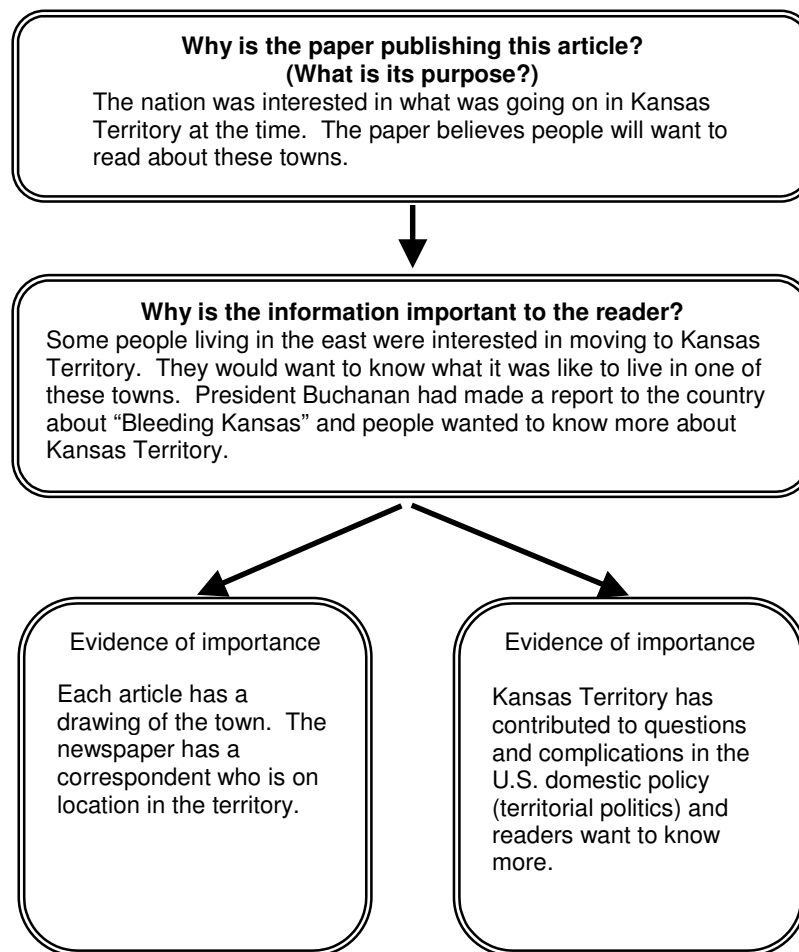 Why is the paper publishing this article?
(What is its purpose?)
The nation was interested in what was going on in Kansas
Territory at the time.  The paper believes people will want to
read about these towns.
Why is the information important to the reader?
Some people living in the east were interested in moving to Kansas
Territory.  They would want to know what it was like to live in one of
these towns.  President Buchanan had made a report to the country
about “Bleeding Kansas” and people wanted to know more about
Kansas Territory.
Evidence of importance
Each article has a
drawing of the town.  The
newspaper has a
correspondent who is on
location in the territory.
Evidence of importance
Kansas Territory has
contributed to questions
and complications in the
U.S. domestic policy
(territorial politics) and
readers want to know
more.